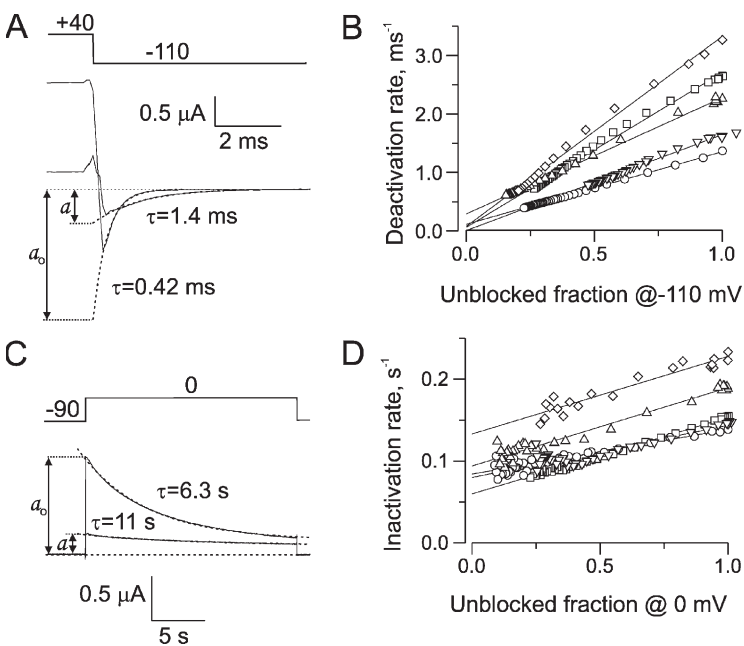 A
+40
-110
0.5 µA
2 ms
a
aₒ
τ=1.4 ms
τ=0.42 ms
B
Deactivation rate, ms⁻¹
3.0
2.0
1.0
0.0
0.0
0.5
1.0
Unblocked fraction @-110 mV
C
0
-90
aₒ
a
τ=6.3 s
τ=11 s
0.5 µA
5 s
D
Inactivation rate, s⁻¹
0.2
0.1
0.0
0.0
0.5
1.0
Unblocked fraction @ 0 mV